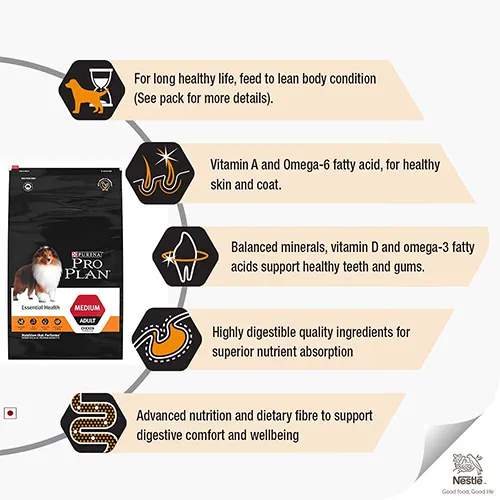 For long healthy life, feed to lean body condition
(See pack for more details).
Vitamin A and Omega-6 fatty acid, for healthy
skin and coat.
Balanced minerals, vitamin D and omega-3 fatty
acids support healthy teeth and gums.
Highly digestible quality ingredients for
superior nutrient absorption
Advanced nutrition and dietary fibre to support
digestive comfort and wellbeing
PURINA
PRO
PLAN
Essential Health
MEDIUM
ADULT
CHICKEN
Nutrition that Performs
Nestlé
Good food, Good life